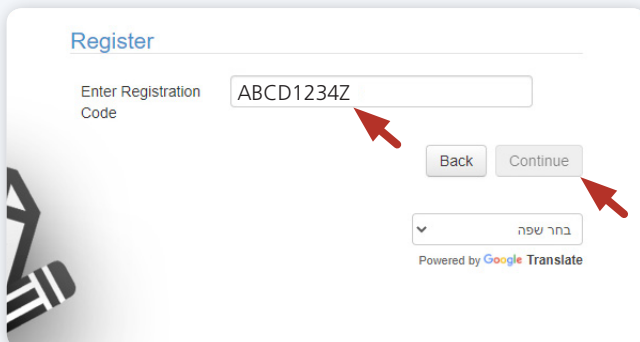 Register
Enter Registration
Code
ABCD1234Z
Back Continue
בחר שפה
Powered by Google Translate